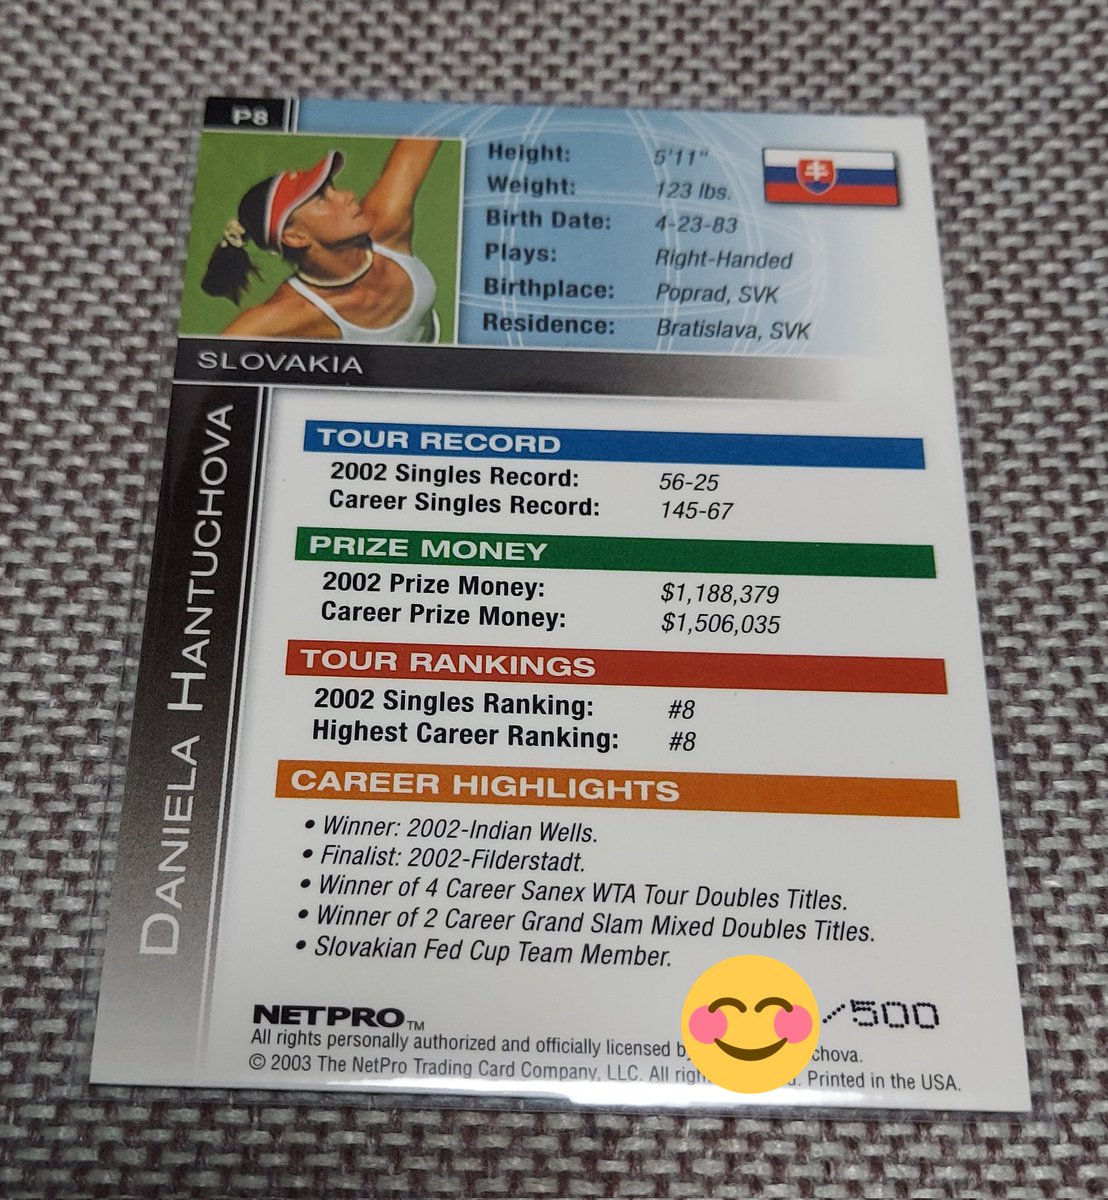 P8
Height: 5'11"
Weight: 123 lbs.
Birth Date: 4-23-83
Plays: Right-Handed
Birthplace: Poprad, SVK
Residence: Bratislava, SVK
SLOVAKIA
DANIELA HANTUCHOVA
TOUR RECORD
2002 Singles Record: 56-25
Career Singles Record: 145-67
PRIZE MONEY
2002 Prize Money: $1,188,379
Career Prize Money: $1,506,035
TOUR RANKINGS
2002 Singles Ranking: #8
Highest Career Ranking: #8
CAREER HIGHLIGHTS
• Winner: 2002-Indian Wells.
• Finalist: 2002-Filderstadt.
• Winner of 4 Career Sanex WTA Tour Doubles Titles.
• Winner of 2 Career Grand Slam Mixed Doubles Titles.
• Slovakian Fed Cup Team Member.
/500
NETPRO™
All rights personally authorized and officially licensed chova.
© 2003 The NetPro Trading Card Company, LLC. All Printed in the USA.